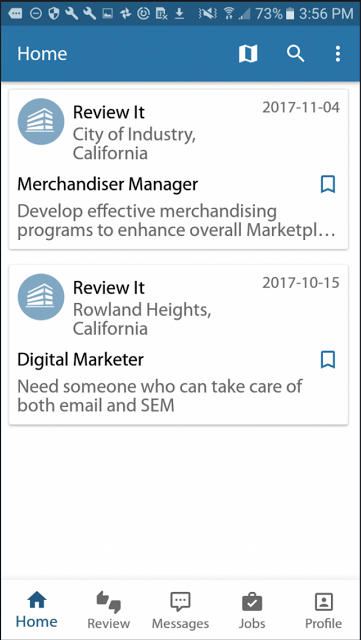 73% 3:56 PM
Home
Review It 2017-11-04
City of Industry,
California
Merchandiser Manager
Develop effective merchandising
programs to enhance overall Marketpl...
Review It 2017-10-15
Rowland Heights,
California
Digital Marketer
Need someone who can take care of
both email and SEM
Home Review Messages Jobs Profile